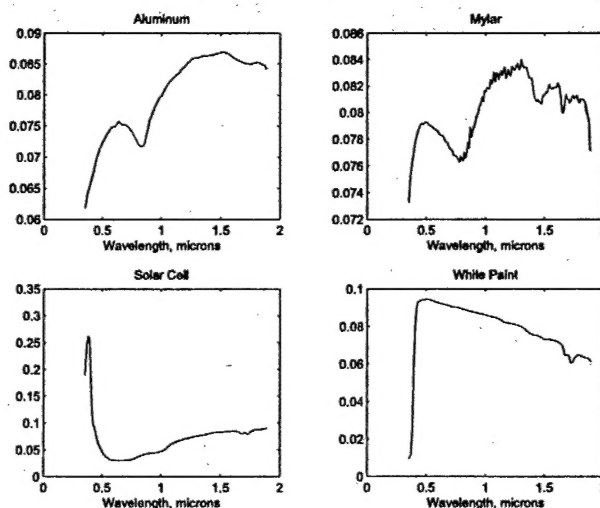 Aluminum
0.09
0.085
0.08
0.075
0.07
0.065
0.06
0 0.5 1 1.5 2
Wavelength, microns
Mylar
0.086
0.084
0.082
0.08
0.078
0.076
0.074
0.072
0 0.5 1 1.5 2
Wavelength, microns
Solar Cell
0.35
0.3
0.25
0.2
0.15
0.1
0.05
0
0 0.5 1 1.5 2
Wavelength, microns
White Paint
0.1
0.08
0.06
0.04
0.02
0
0 0.5 1 1.5 2
Wavelength, microns